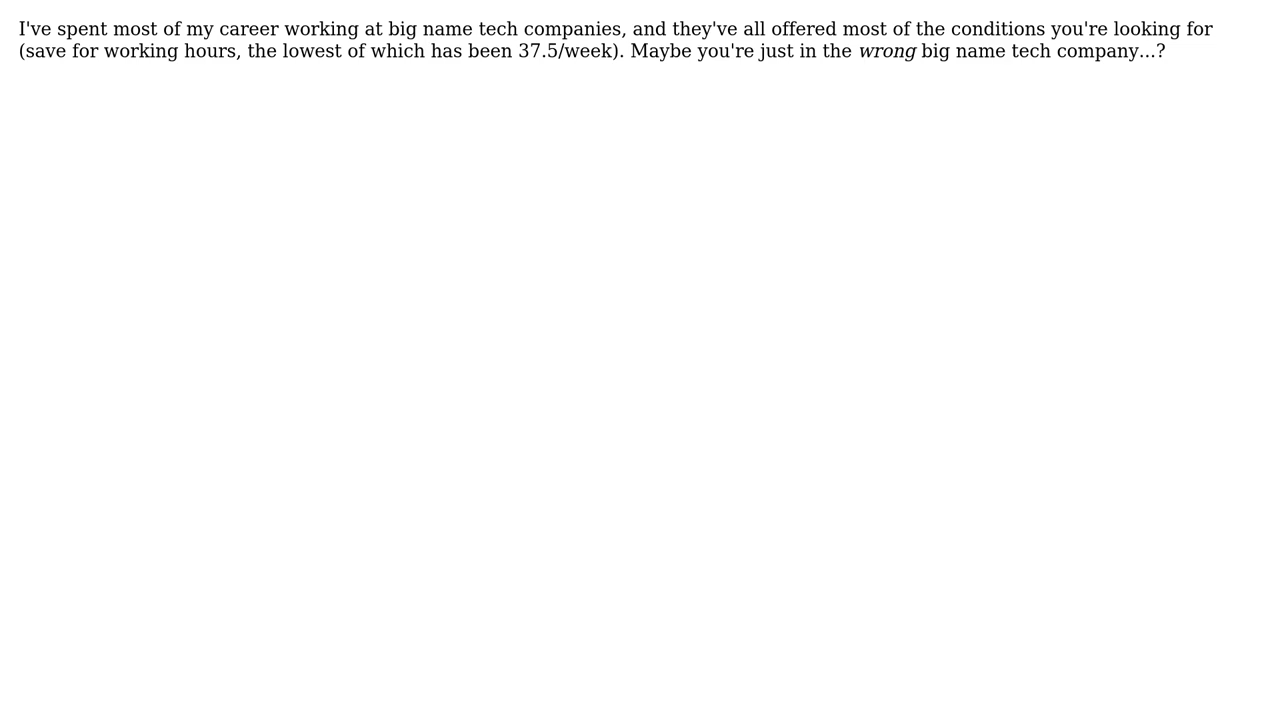 I've spent most of my career working at big name tech companies, and they've all offered most of the conditions you're looking for
(save for working hours, the lowest of which has been 37.5/week). Maybe you're just in the wrong big name tech company...?